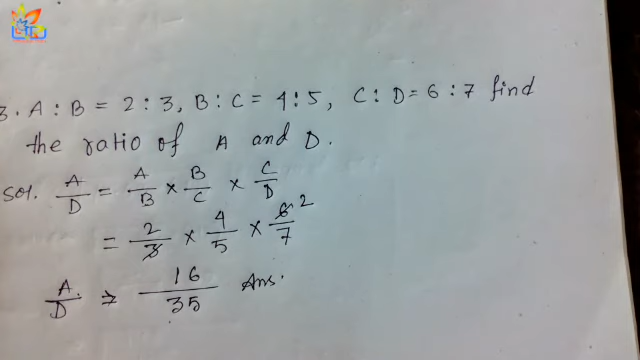 3. A : B = 2 : 3, B : C = 4 : 5, C : D = 6 : 7 find
the ratio of A and D.
Sol. A/D = A/B × B/C × C/D
= 2/3 × 4/5 × 6/7 2
A/D = 16/35 Ans.